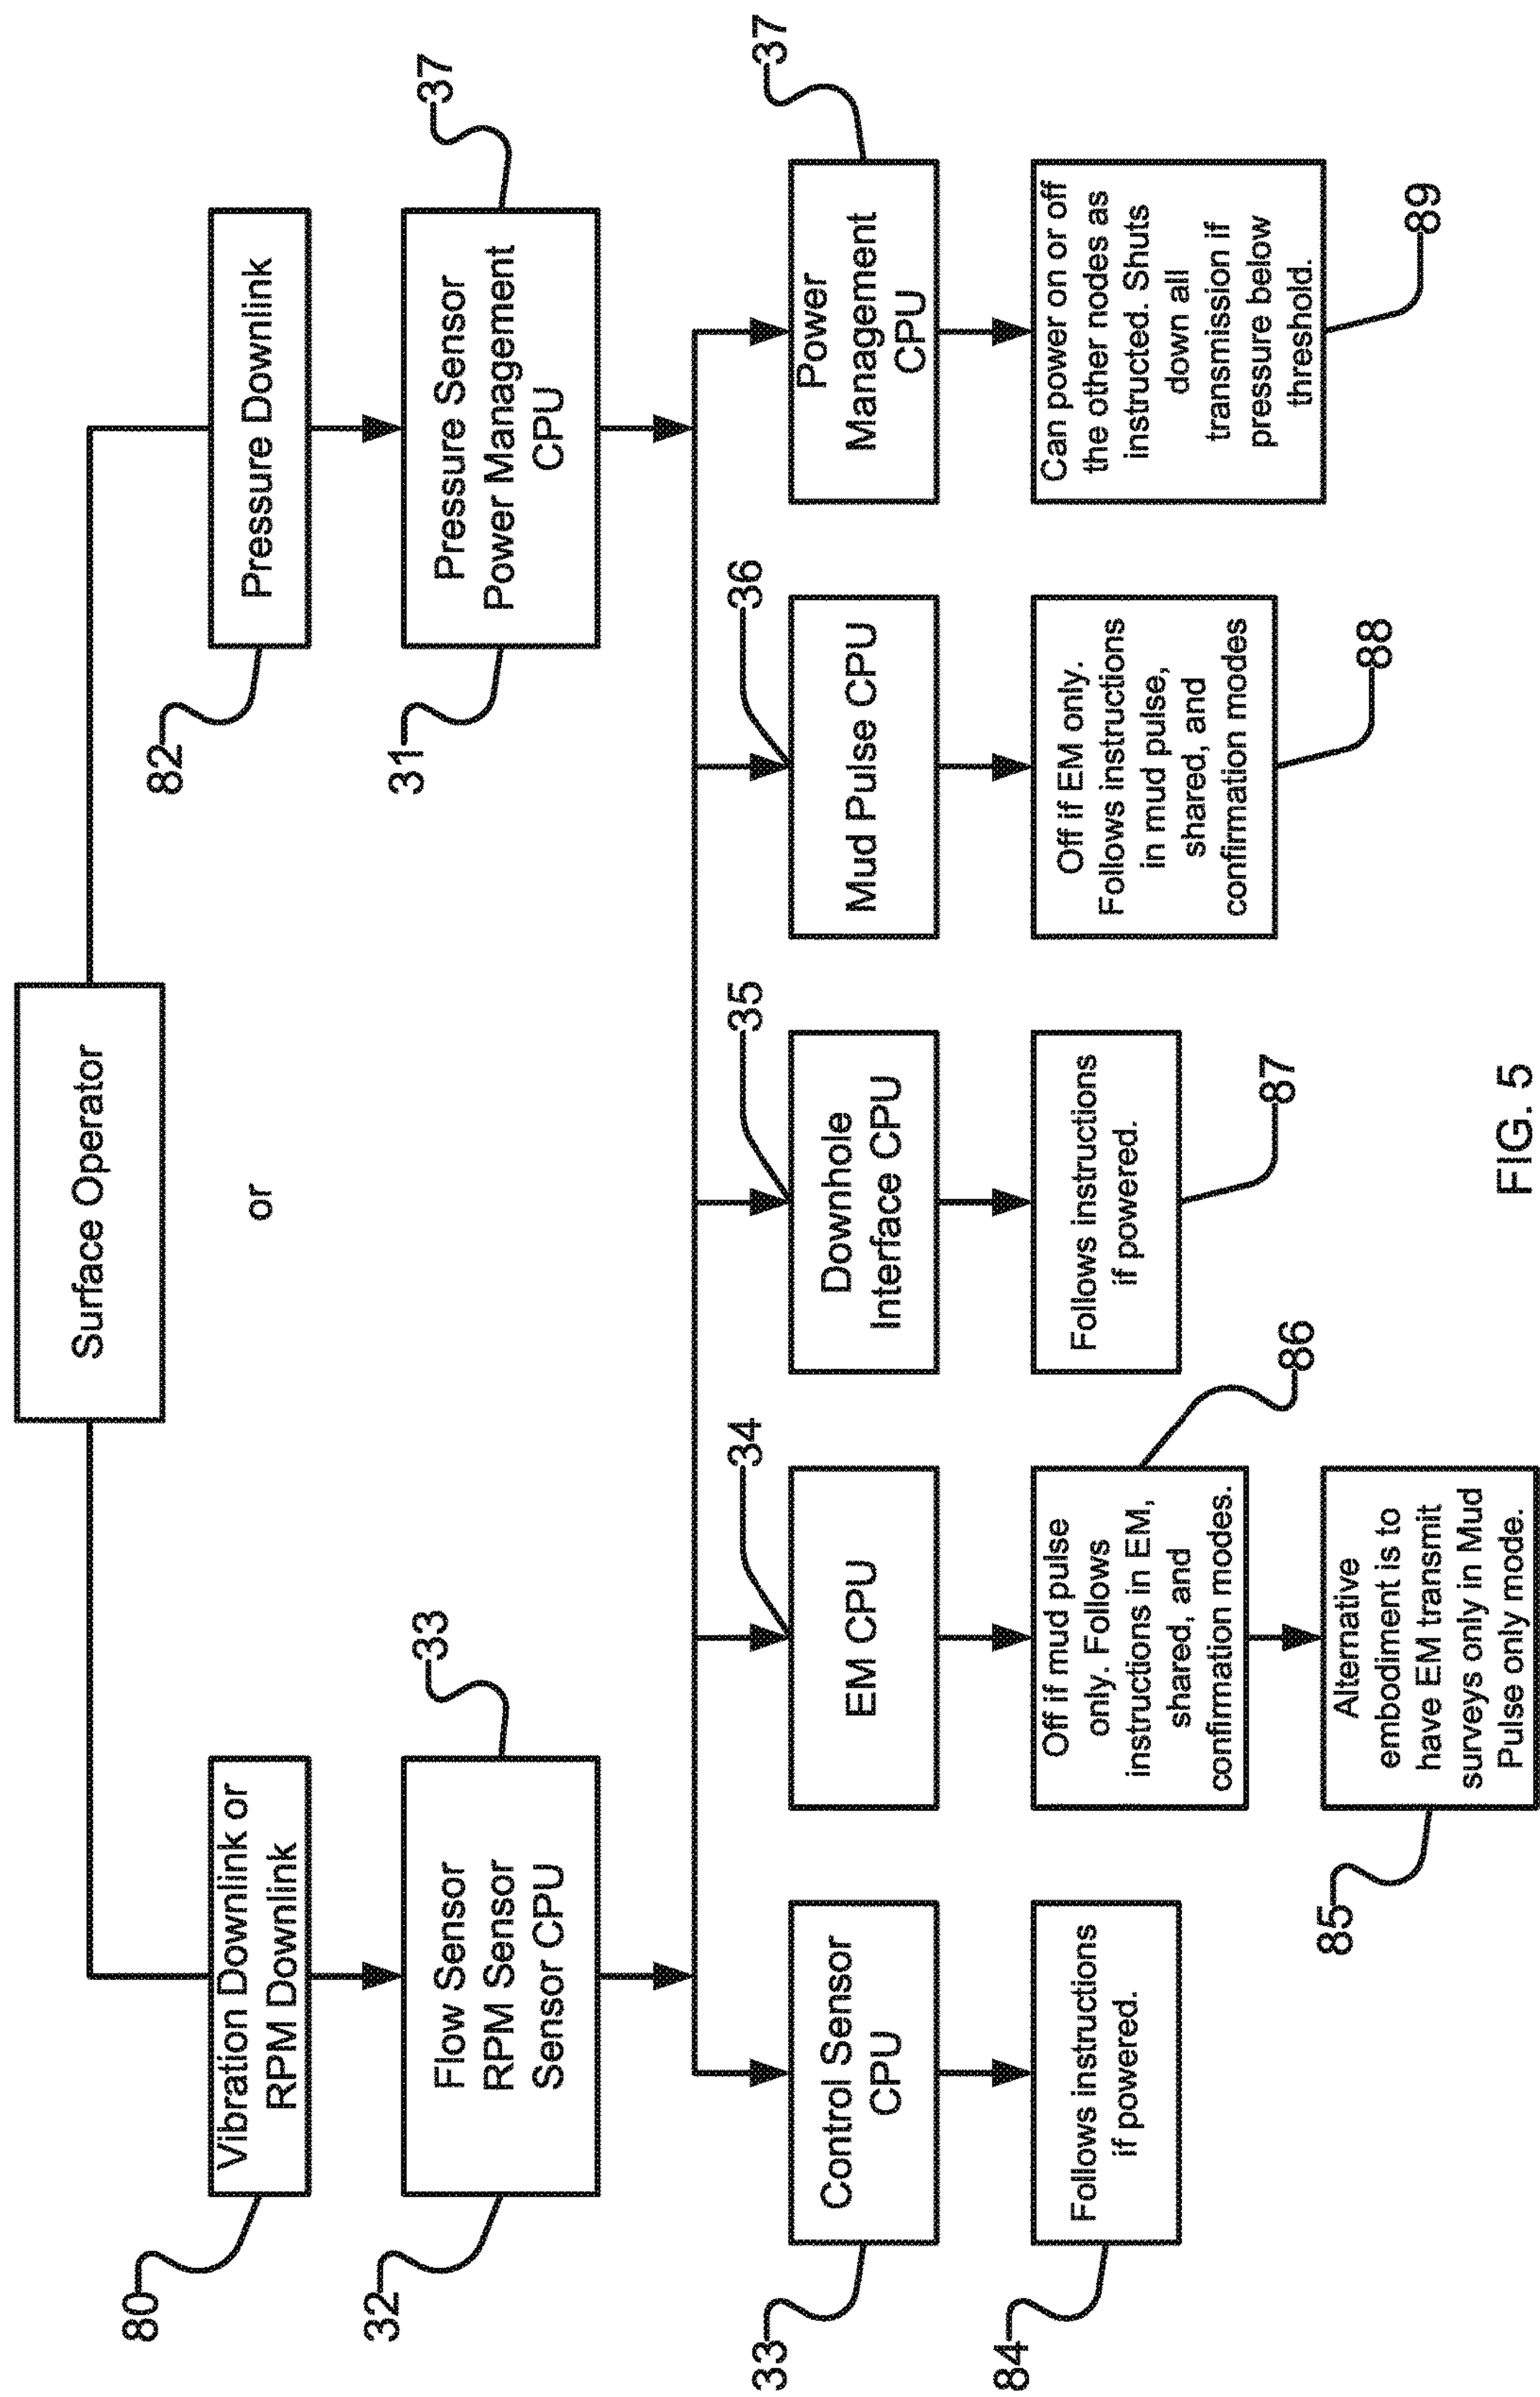 Surface Operator
or
80
Vibration Downlink or
RPM Downlink
82
Pressure Downlink
32
33
Flow Sensor
RPM Sensor
Sensor CPU
31
37
Pressure Sensor
Power Management
CPU
33
Control Sensor
CPU
34
EM CPU
35
Downhole
Interface CPU
36
Mud Pulse CPU
37
Power
Management
CPU
84
Follows instructions
if powered.
86
Off if mud pulse
only. Follows
instructions in EM,
shared, and
confirmation modes.
87
Follows instructions
if powered.
88
Off if EM only.
Follows instructions
in mud pulse,
shared, and
confirmation modes
89
Can power on or off
the other nodes as
instructed. Shuts
down all
transmission if
pressure below
threshold.
85
Alternative
embodiment is to
have EM transmit
surveys only in Mud
Pulse only mode.
FIG. 5